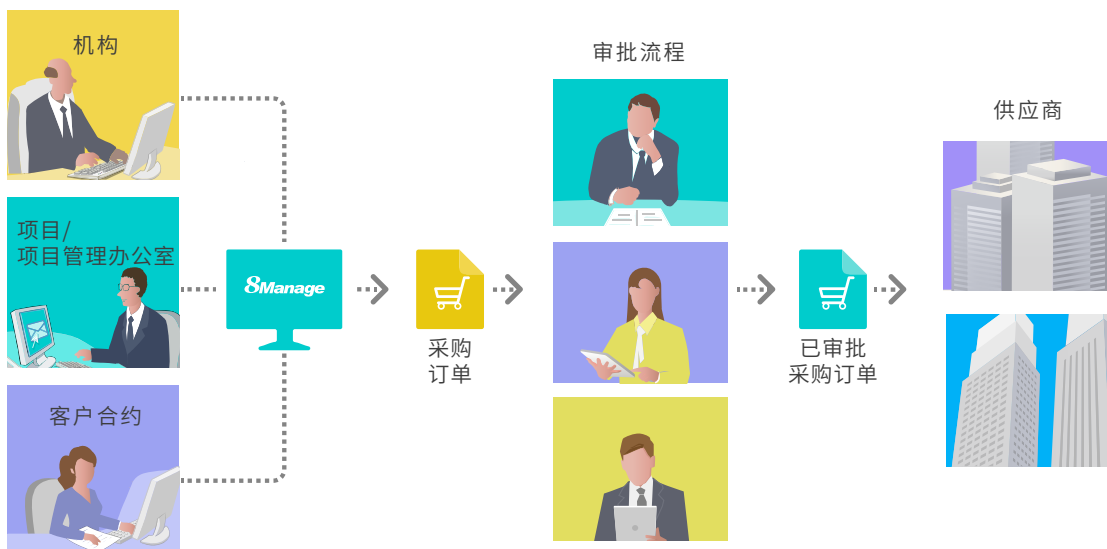 机构
项目/
项目管理办公室
客户合约
8Manage
采购
订单
审批流程
已审批
采购订单
供应商